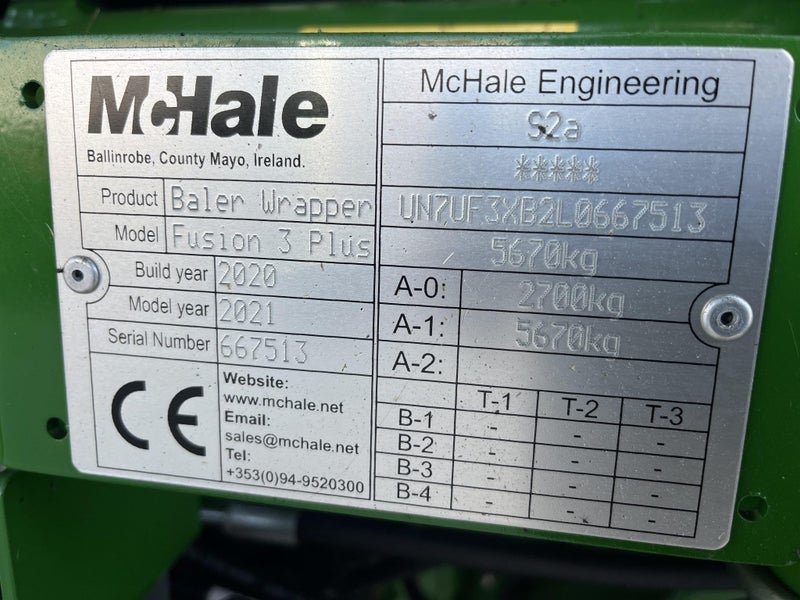 McHale
Ballinrobe, County Mayo, Ireland.
Product Baler Wrapper
Model Fusion 3 Plus
Build year 2020
Model year 2021
Serial Number 667513
CE
Website:
www.mchale.net
Email:
sales@mchale.net
Tel:
+353(0)94-9520300
McHale Engineering
S2a
*****
UN7UF3XB2L0667513
5670kg
A-0: 2700kg
A-1: 5670kg
A-2:
T-1 T-2 T-3
B-1 - - -
B-2 - - -
B-3 - - -
B-4 - - -